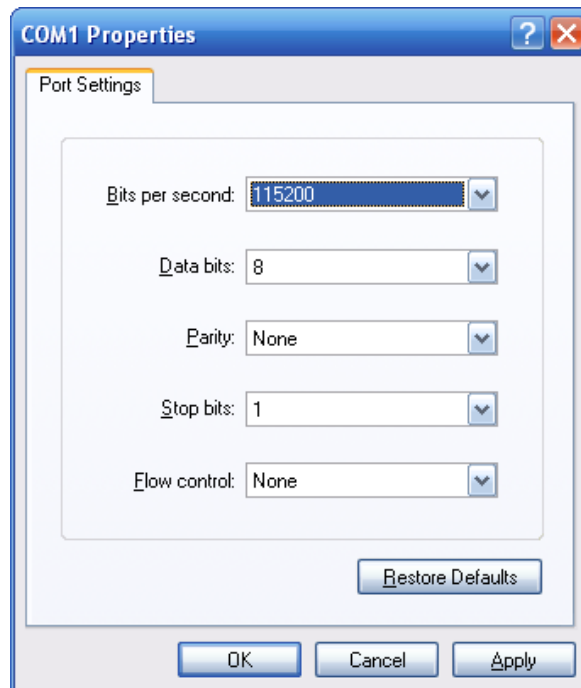 COM1 Properties
Port Settings
Bits per second: 115200
Data bits: 8
Parity: None
Stop bits: 1
Flow control: None
Restore Defaults
OK Cancel Apply